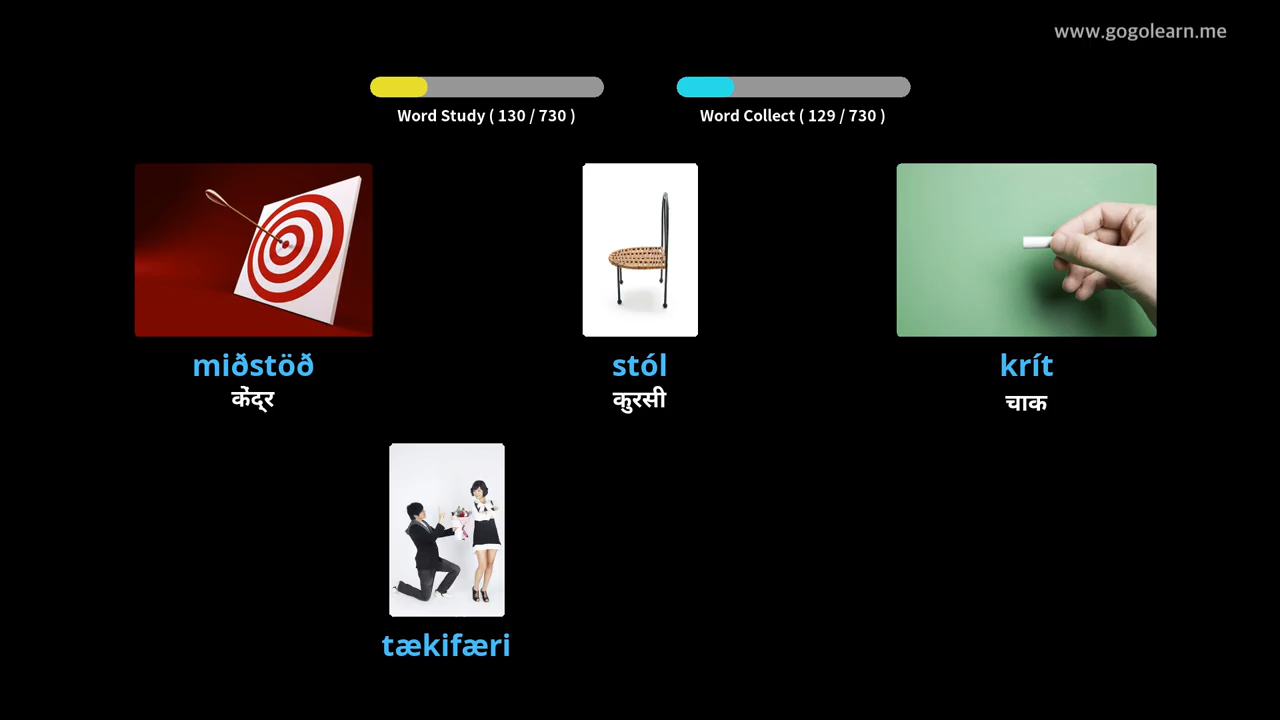 www.gogolearn.me
Word Study ( 130 / 730 )
Word Collect ( 129 / 730 )
miðstöð
केंद्र
stól
कुरसी
krít
चाक
tækifæri